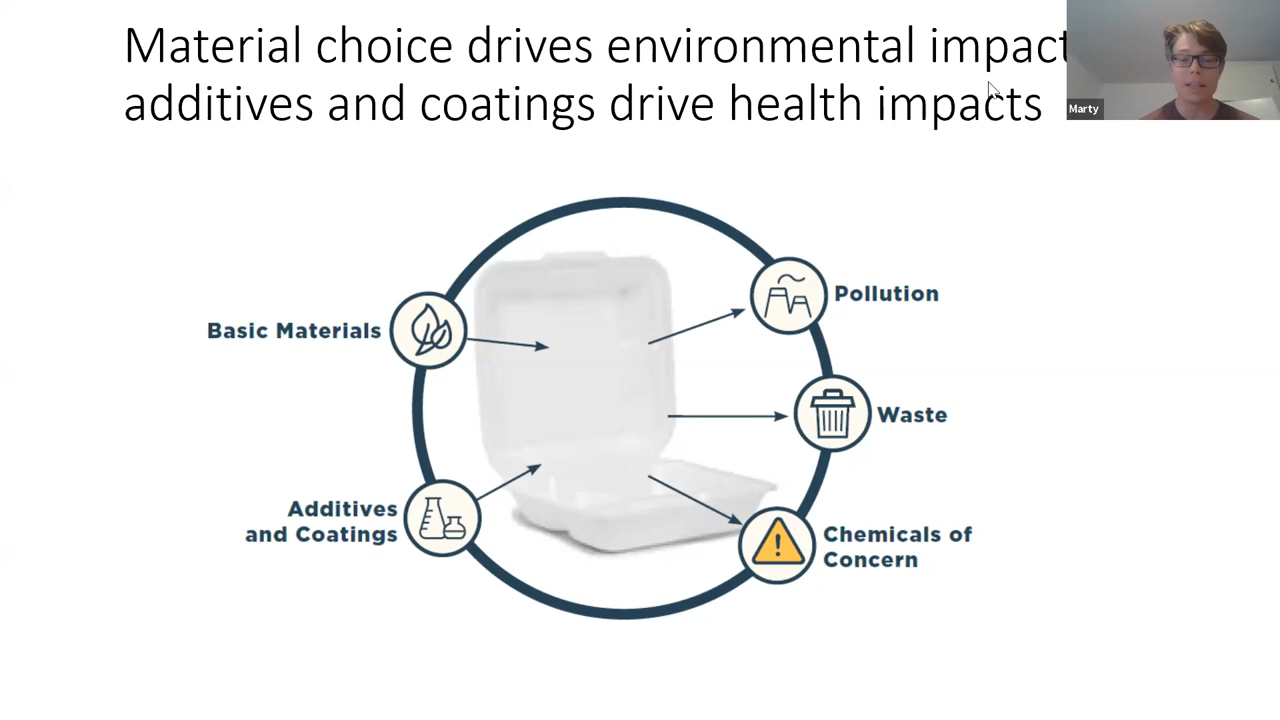 Material choice drives environmental impact
additives and coatings drive health impacts
Marty
Pollution
Basic Materials
Waste
Additives
and Coatings
Chemicals of
Concern